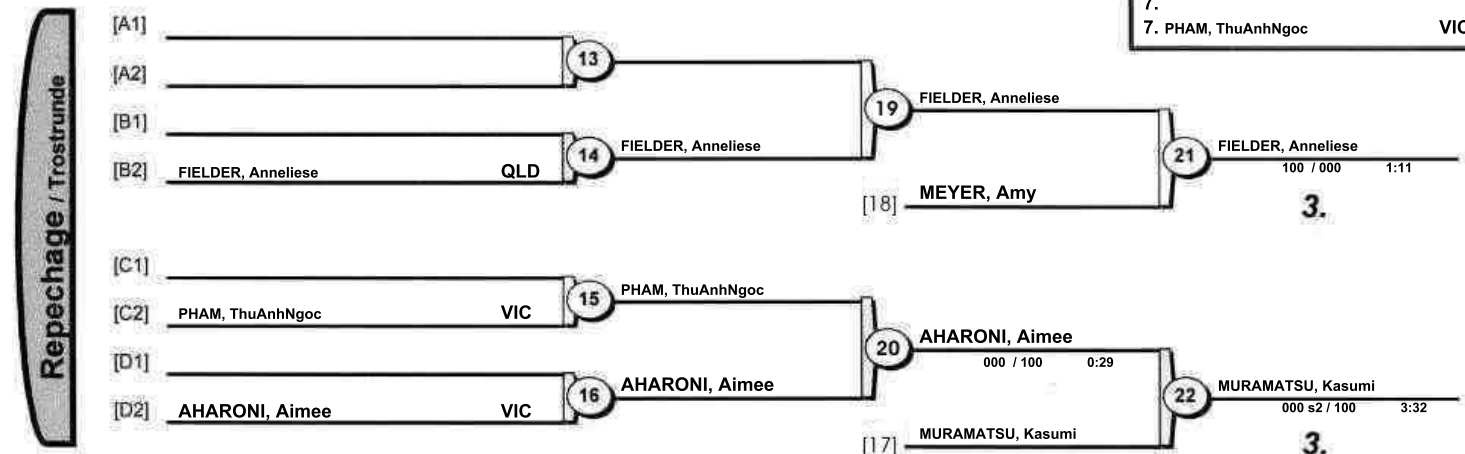 7.
7. PHAM, ThuAnhNgoc VIC
Repechage / Trostrunde
[A1]
13
[A2]
19 FIELDER, Anneliese
[B1]
14 FIELDER, Anneliese
21 FIELDER, Anneliese
100 / 000 1:11
[B2] FIELDER, Anneliese QLD
[18] MEYER, Amy
3.
[C1]
15 PHAM, ThuAnhNgoc
[C2] PHAM, ThuAnhNgoc VIC
20 AHARONI, Aimee
000 / 100 0:29
[D1]
16 AHARONI, Aimee
22 MURAMATSU, Kasumi
000 s2 / 100 3:32
[D2] AHARONI, Aimee VIC
[17] MURAMATSU, Kasumi
3.